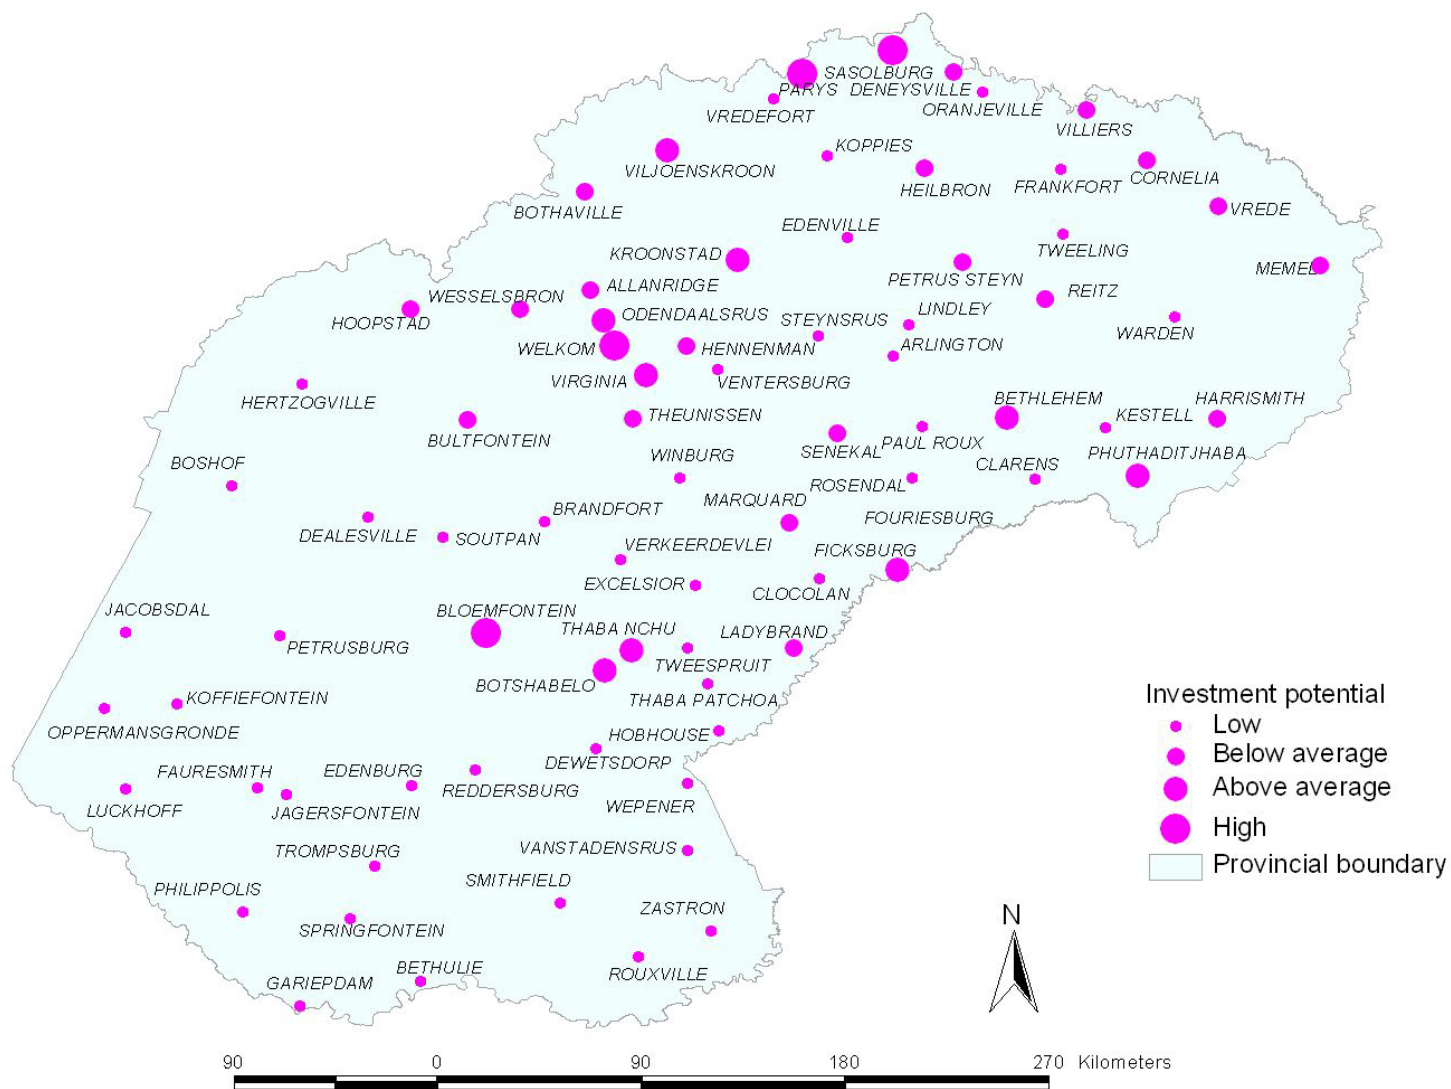 SASOLBURG
PARYS DENEYSVILLE
VREDEFORT
ORANJEVILLE
VILLIERS
KOPPIES
VILJOENSKROON
HEILBRON
FRANKFORT
CORNELIA
BOTHAVILLE
VREDE
EDENVILLE
KROONSTAD
TWEELING
MEMEL
PETRUS STEYN
ALLANRIDGE
REITZ
WESSELSBRON
HOOPSTAD
ODENDAALSRUS
STEYNSRUS
LINDLEY
WARDEN
WELKOM
HENNENMAN
ARLINGTON
VIRGINIA
VENTERSBURG
HERTZOGVILLE
BETHLEHEM
HARRISMITH
THEUNISSEN
KESTELL
BULTFONTEIN
SENEKAL
PAUL ROUX
PHUTHADITJHABA
WINBURG
BOSHOF
CLARENS
ROSENDAL
MARQUARD
BRANDFORT
FOURIESBURG
DEALESVILLE
SOUTPAN
VERKEERDEVLEI
FICKSBURG
EXCELSIOR
CLOCOLAN
JACOBSDAL
BLOEMFONTEIN
THABA NCHU
LADYBRAND
PETRUSBURG
TWEESPRUIT
BOTSHABELO
KOFFIEFONTEIN
THABA PATCHOA
OPPERMANSGRONDE
HOBHOUSE
DEWETSDORP
FAURESMITH
EDENBURG
REDDERSBURG
LUCKHOFF
JAGERSFONTEIN
WEPENER
TROMPSBURG
VANSTADENSRUS
PHILIPPOLIS
SMITHFIELD
ZASTRON
SPRINGFONTEIN
BETHULIE
ROUXVILLE
GARIEPDAM
Investment potential
Low
Below average
Above average
High
Provincial boundary
N
90 0 90 180 270 Kilometers